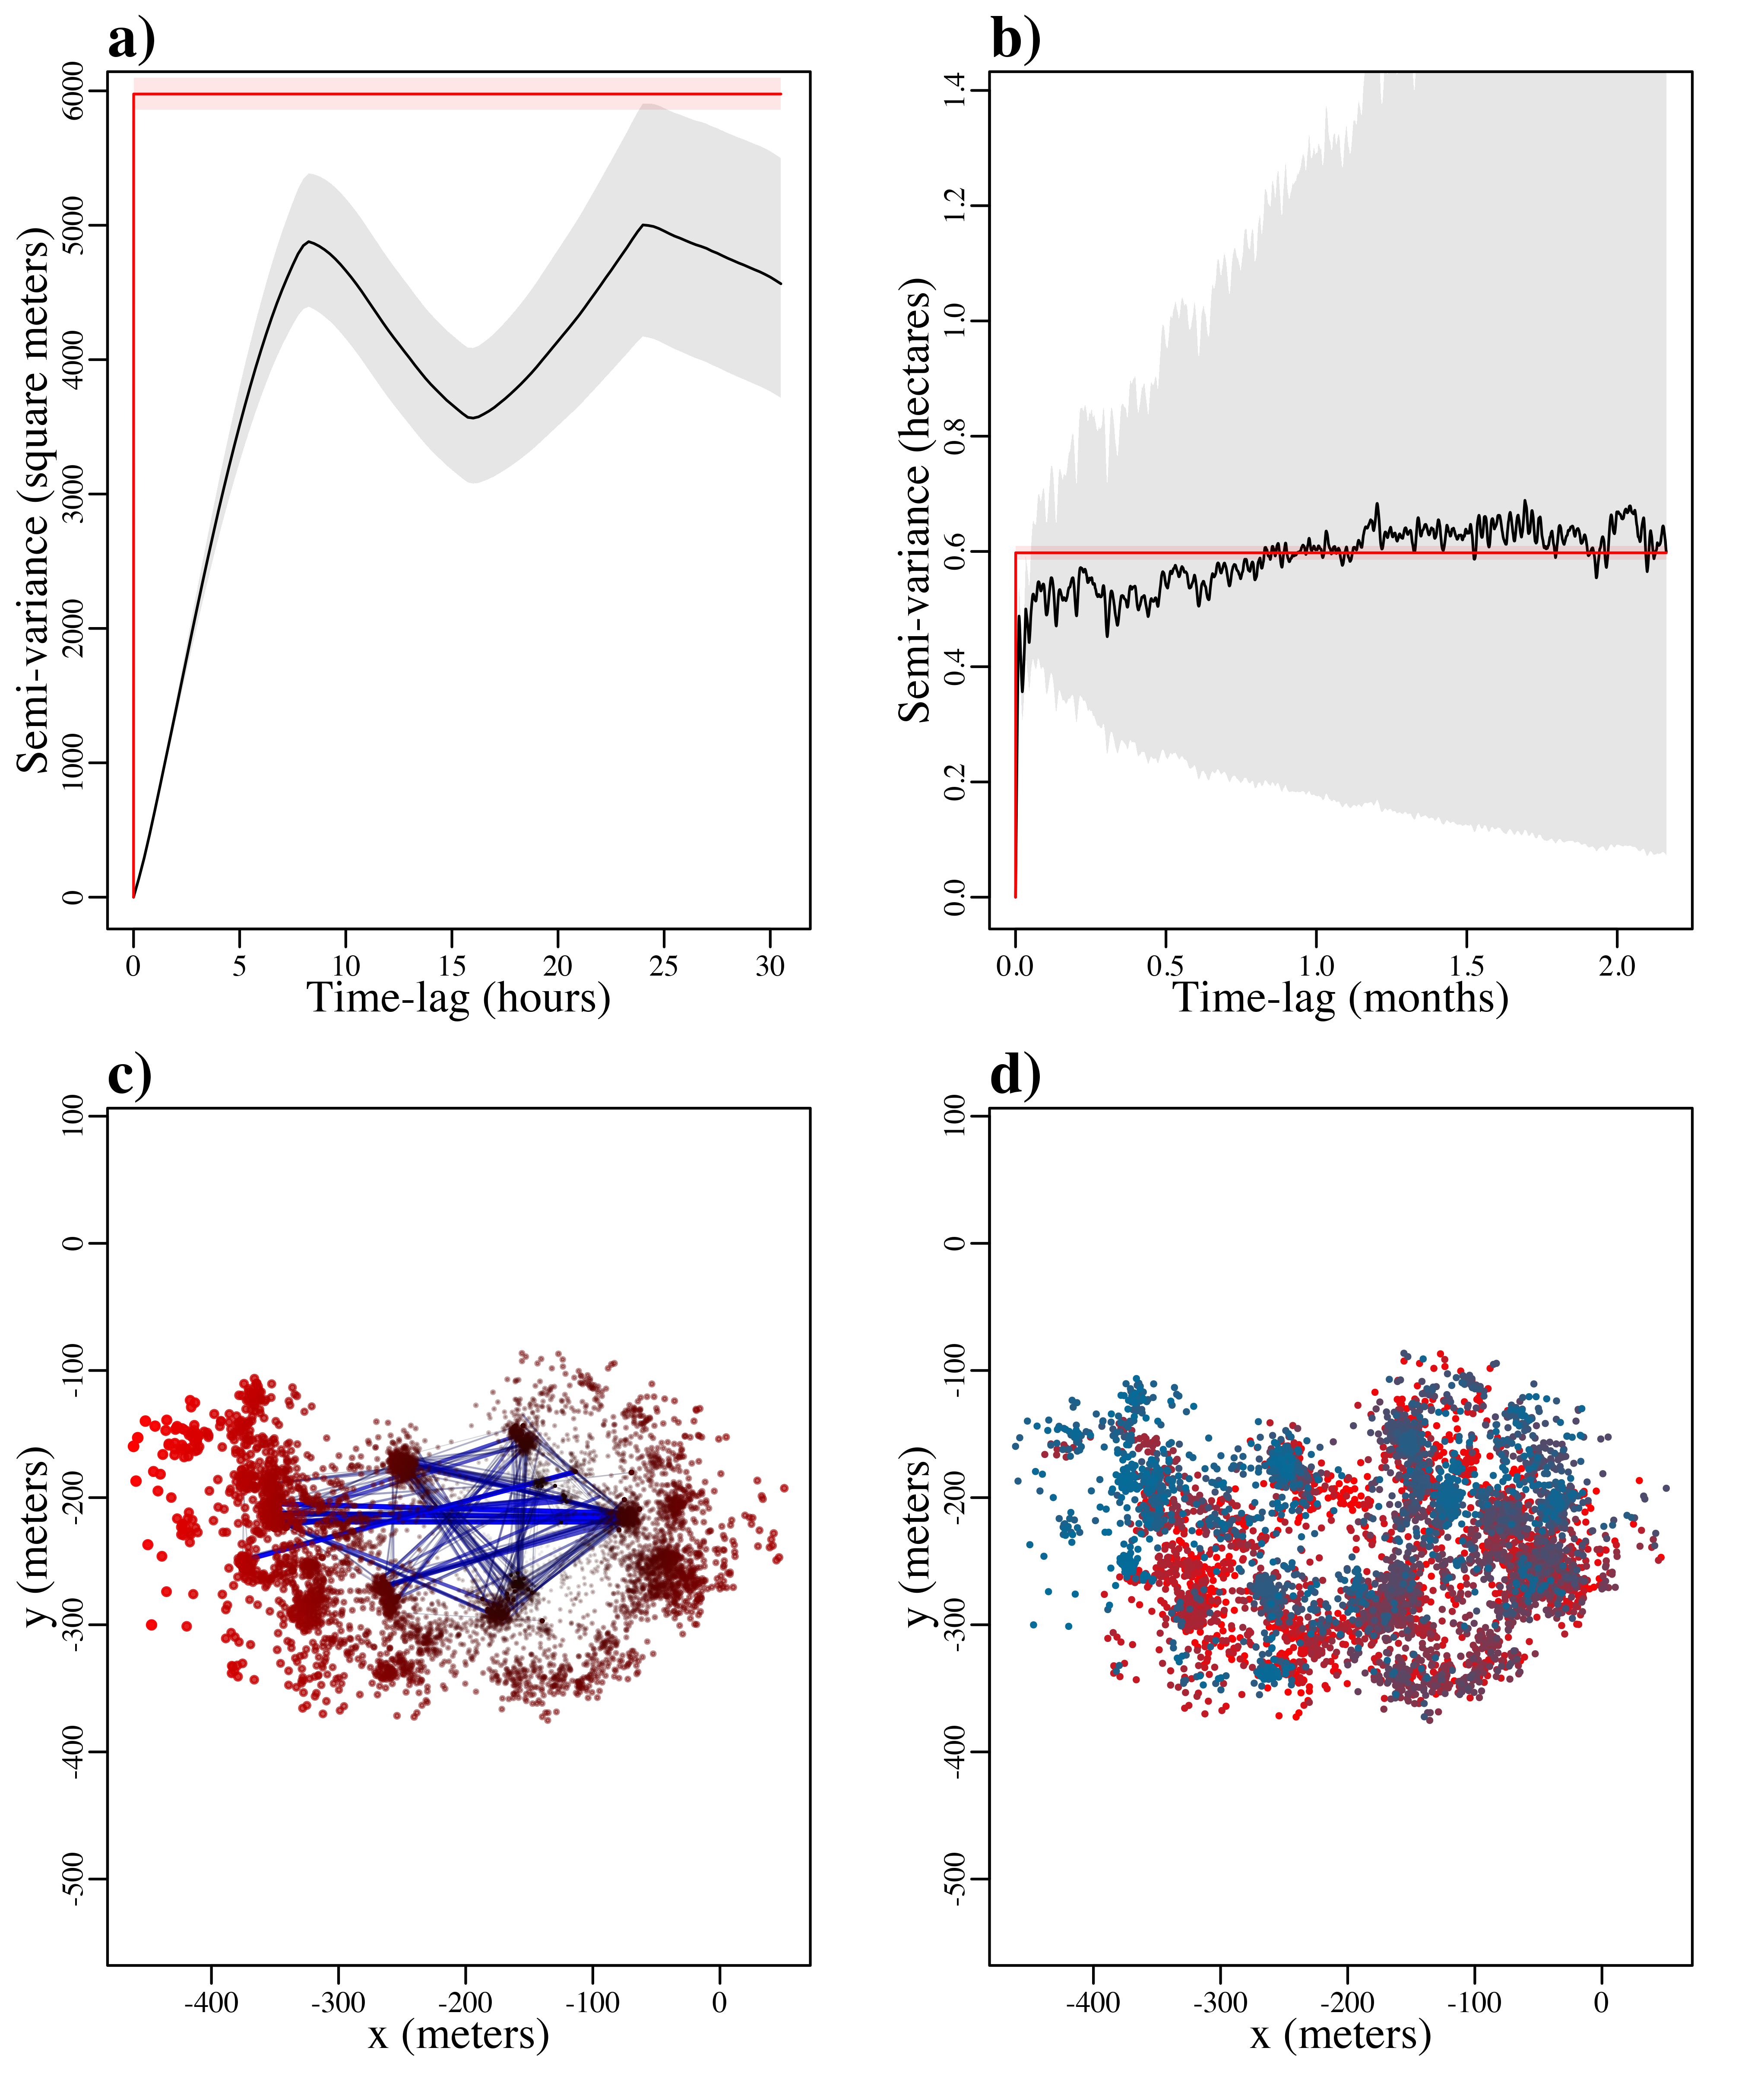 a)
Semi-variance (square meters)
0 1000 2000 3000 4000 5000 6000
0 5 10 15 20 25 30
Time-lag (hours)
b)
Semi-variance (hectares)
0.0 0.2 0.4 0.6 0.8 1.0 1.2 1.4
0.0 0.5 1.0 1.5 2.0
Time-lag (months)
c)
y (meters)
-500 -400 -300 -200 -100 0 100
-400 -300 -200 -100 0
x (meters)
d)
y (meters)
-500 -400 -300 -200 -100 0 100
-400 -300 -200 -100 0
x (meters)